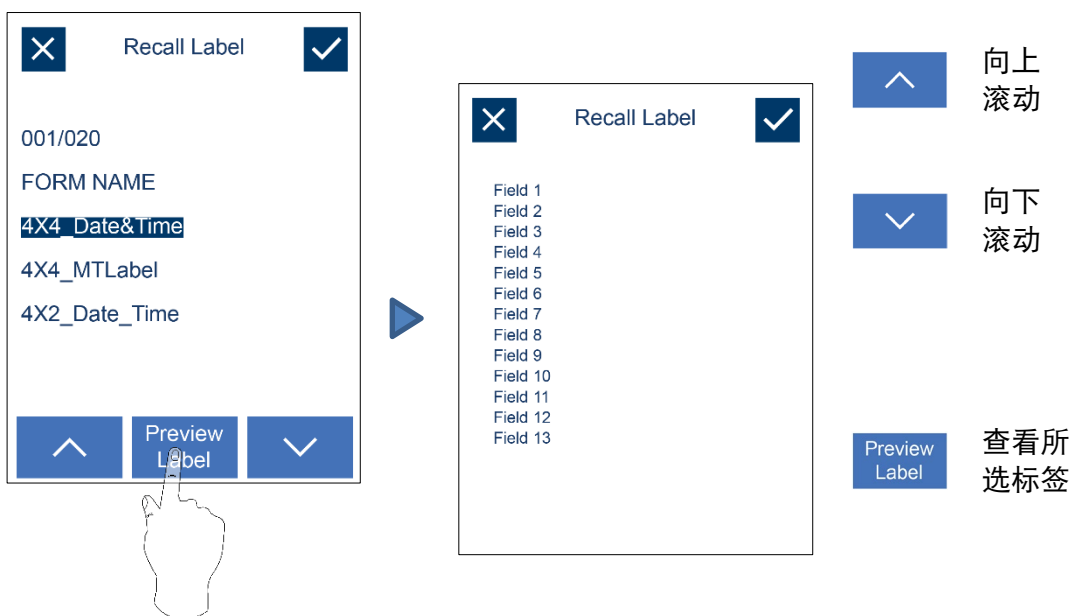 Recall Label
001/020
FORM NAME
4X4_Date&Time
4X4_MTLabel
4X2_Date_Time
Preview
Label
Recall Label
Field 1
Field 2
Field 3
Field 4
Field 5
Field 6
Field 7
Field 8
Field 9
Field 10
Field 11
Field 12
Field 13
向上
滚动
向下
滚动
Preview
Label
查看所
选标签